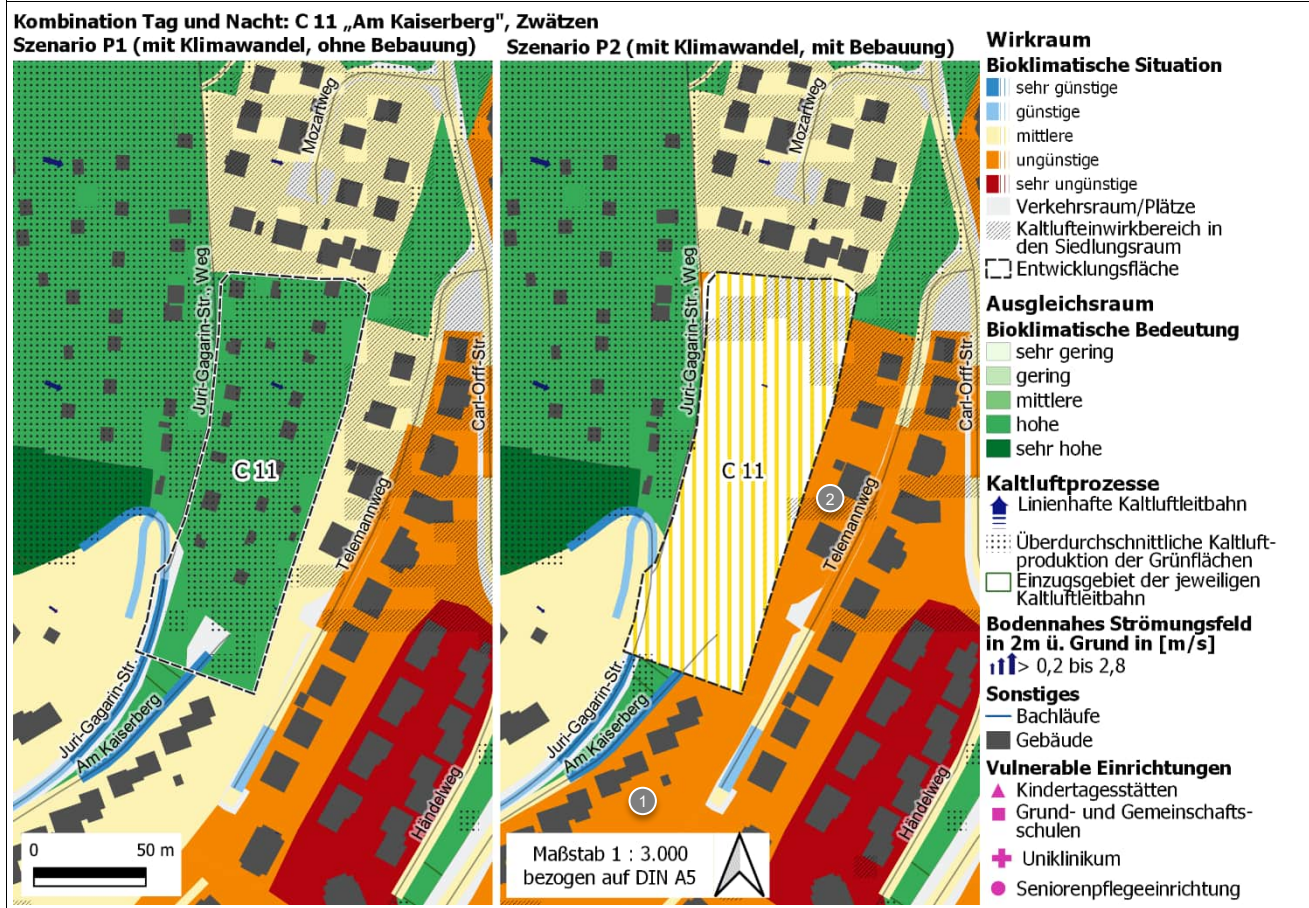 Kombination Tag und Nacht: C 11 „Am Kaiserberg", Zwätzen
Szenario P1 (mit Klimawandel, ohne Bebauung)
Szenario P2 (mit Klimawandel, mit Bebauung)
Mozartweg
Juri-Gagarin-Str., Weg
Carl-Orff-Str.
C 11
Telemannweg
Juri-Gagarin-Str.
Am Kaiserberg
Händelweg
0 50 m
Mozartweg
Juri-Gagarin-Str., Weg
Carl-Orff-Str.
C 11
2
Telemannweg
Juri-Gagarin-Str.
Am Kaiserberg
1
Händelweg
Maßstab 1 : 3.000
bezogen auf DIN A5
Wirkraum
Bioklimatische Situation
sehr günstige
günstige
mittlere
ungünstige
sehr ungünstige
Verkehrsraum/Plätze
Kaltlufteinwirkbereich in
den Siedlungsraum
Entwicklungsfläche
Ausgleichsraum
Bioklimatische Bedeutung
sehr gering
gering
mittlere
hohe
sehr hohe
Kaltluftprozesse
Linienhafte Kaltluftleitbahn
Überdurchschnittliche Kaltluft-
produktion der Grünflächen
Einzugsgebiet der jeweiligen
Kaltluftleitbahn
Bodennahes Strömungsfeld
in 2m ü. Grund in [m/s]
> 0,2 bis 2,8
Sonstiges
Bachläufe
Gebäude
Vulnerable Einrichtungen
Kindertagesstätten
Grund- und Gemeinschafts-
schulen
Uniklinikum
Seniorenpflegeeinrichtung